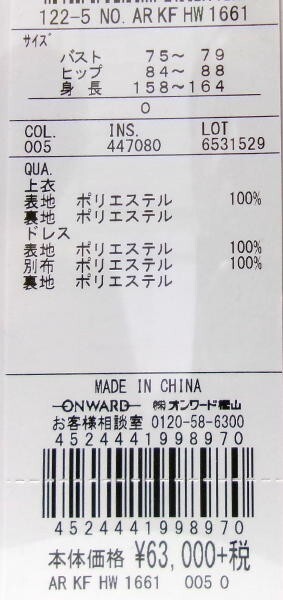 122-5 NO. ARKF HW 1661
サイズ
バスト 75～ 79
ヒップ 84～ 88
身 長 158～164
0
COL. INS. LOT
005 447080 6531529
QUA.
上衣
表地 ポリエステル 100%
裏地 ポリエステル
ドレス
表地 ポリエステル 100%
別布 ポリエステル 100%
裏地 ポリエステル
MADE IN CHINA
ONWARD ㈱オンワード樫山
お客様相談室 0120-58-6300
4524441998970
4524441998970
本体価格 ¥63,000+税
ARKF HW 1661 005 0